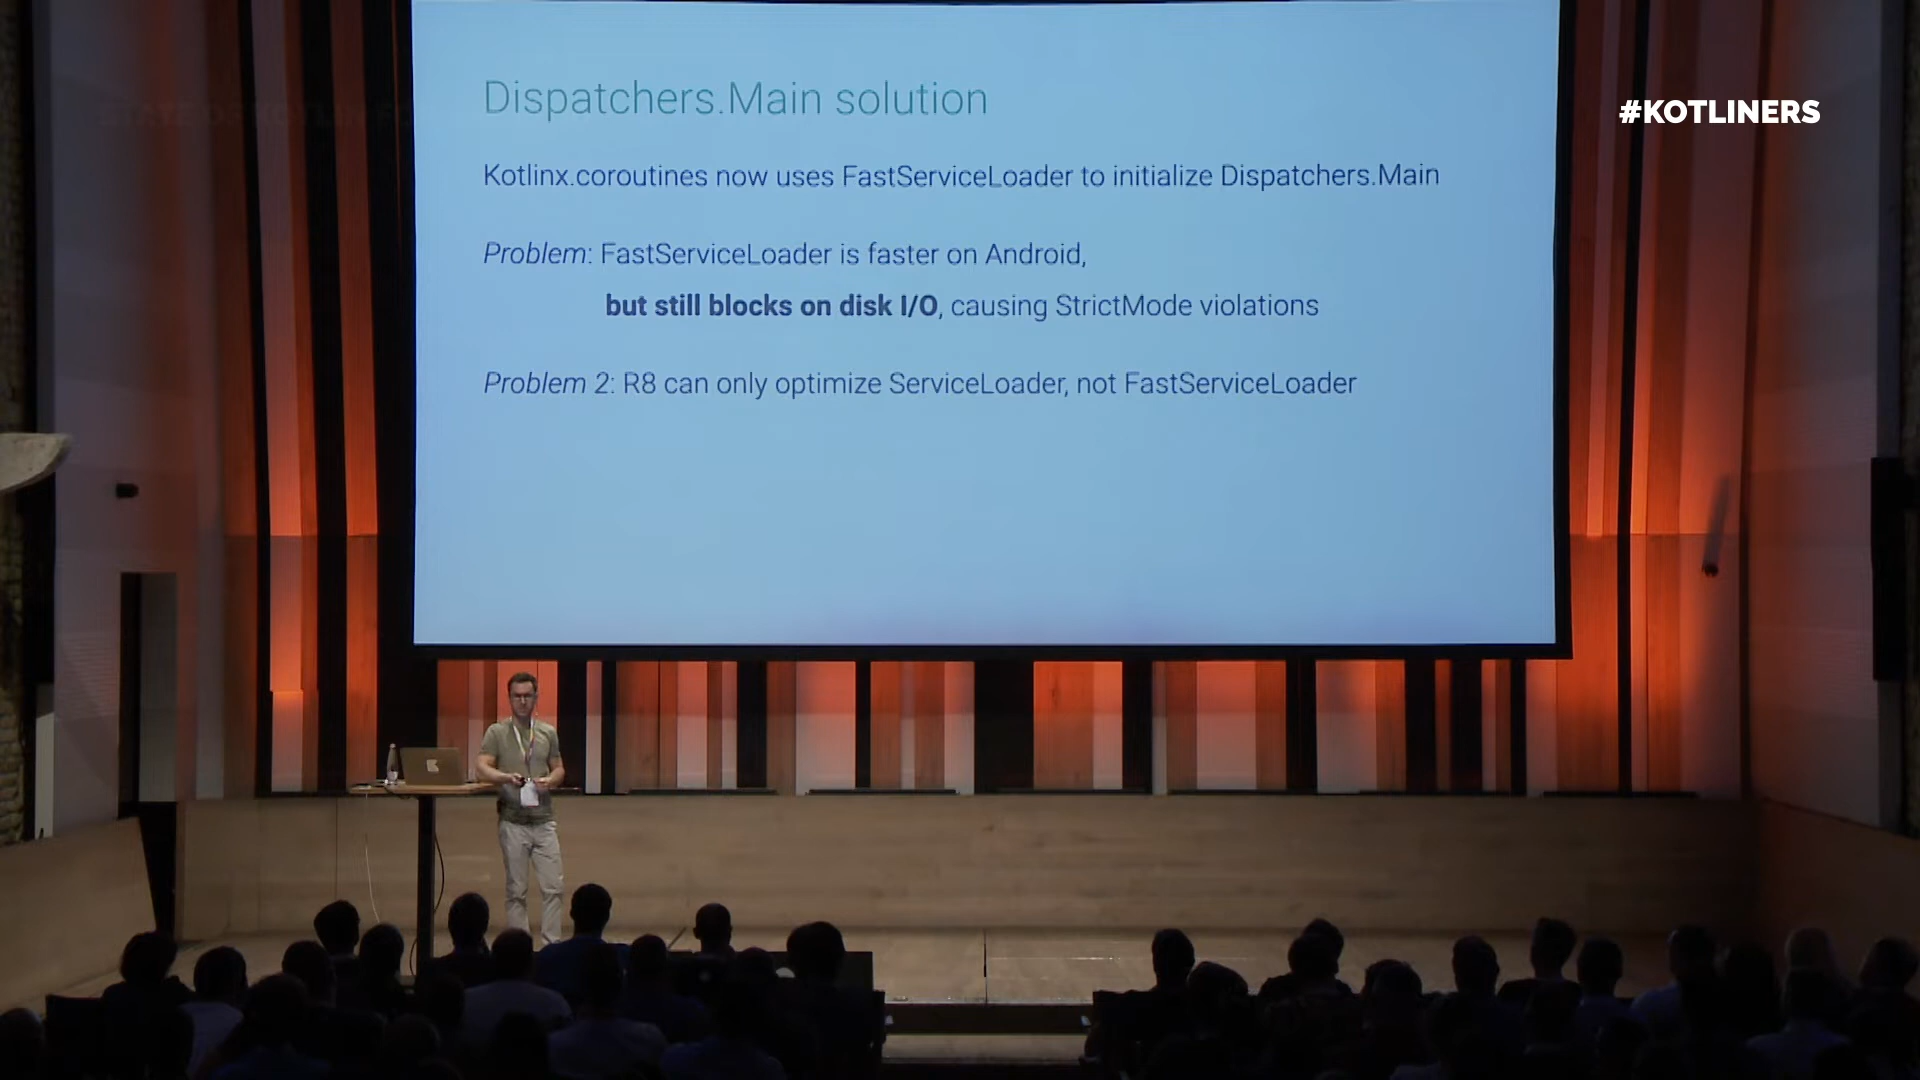 Dispatchers.Main solution
#KOTLINERS
Kotlinx.coroutines now uses FastServiceLoader to initialize Dispatchers.Main
Problem: FastServiceLoader is faster on Android,
but still blocks on disk I/O, causing StrictMode violations
Problem 2: R8 can only optimize ServiceLoader, not FastServiceLoader